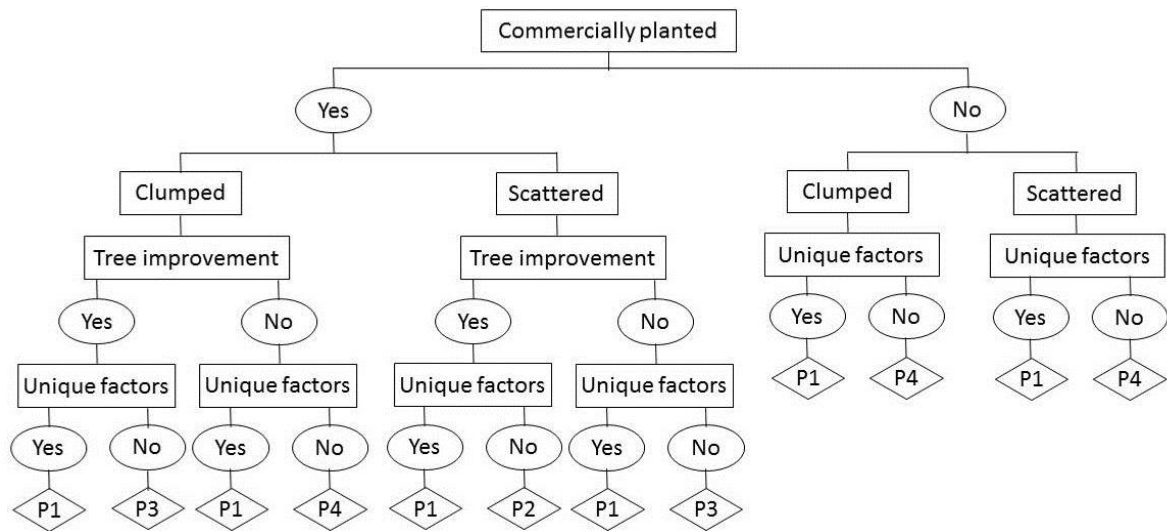 Commercially planted
Yes
No
Clumped
Scattered
Clumped
Scattered
Tree improvement
Tree improvement
Unique factors
Unique factors
Yes
No
Yes
No
Yes
No
Yes
No
Unique factors
Unique factors
Unique factors
Unique factors
P1
P4
P1
P4
Yes
No
Yes
No
Yes
No
Yes
No
P1
P3
P1
P4
P1
P2
P1
P3